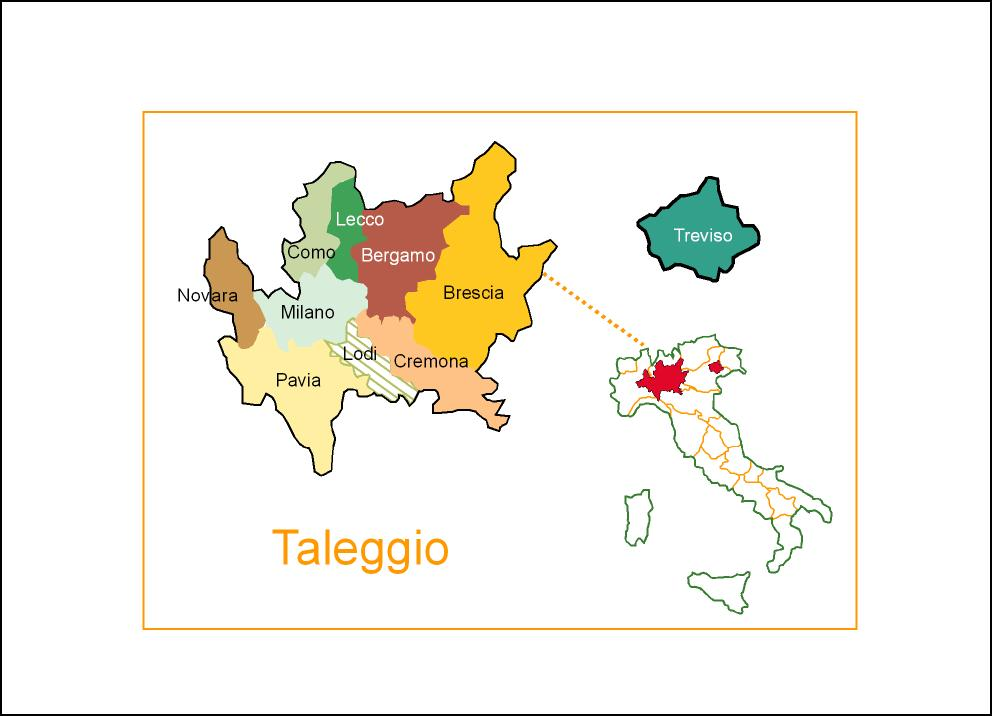 Lecco
Treviso
Como
Bergamo
Novara
Brescia
Milano
Lodi
Cremona
Pavia
Taleggio